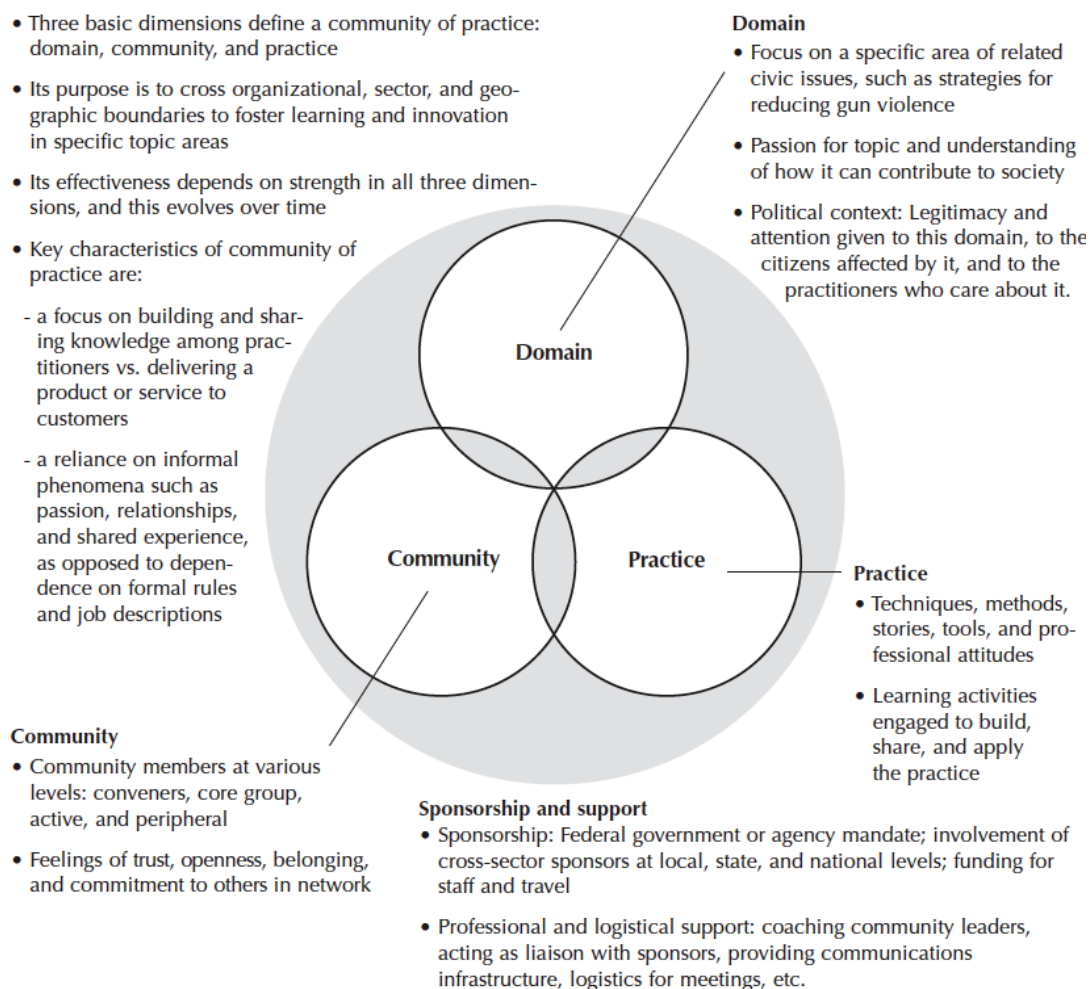 • Three basic dimensions define a community of practice:
domain, community, and practice
• Its purpose is to cross organizational, sector, and geo-
graphic boundaries to foster learning and innovation
in specific topic areas
• Its effectiveness depends on strength in all three dimen-
sions, and this evolves over time
• Key characteristics of community of
practice are:
- a focus on building and shar-
ing knowledge among prac-
titioners vs. delivering a
product or service to
customers
- a reliance on informal
phenomena such as
passion, relationships,
and shared experience,
as opposed to depen-
dence on formal rules
and job descriptions
Domain
• Focus on a specific area of related
civic issues, such as strategies for
reducing gun violence
• Passion for topic and understanding
of how it can contribute to society
• Political context: Legitimacy and
attention given to this domain, to the
citizens affected by it, and to the
practitioners who care about it.
Domain
Community
Practice
Practice
• Techniques, methods,
stories, tools, and pro-
fessional attitudes
• Learning activities
engaged to build,
share, and apply
the practice
Community
• Community members at various
levels: conveners, core group,
active, and peripheral
• Feelings of trust, openness, belonging,
and commitment to others in network
Sponsorship and support
• Sponsorship: Federal government or agency mandate; involvement of
cross-sector sponsors at local, state, and national levels; funding for
staff and travel
• Professional and logistical support: coaching community leaders,
acting as liaison with sponsors, providing communications
infrastructure, logistics for meetings, etc.